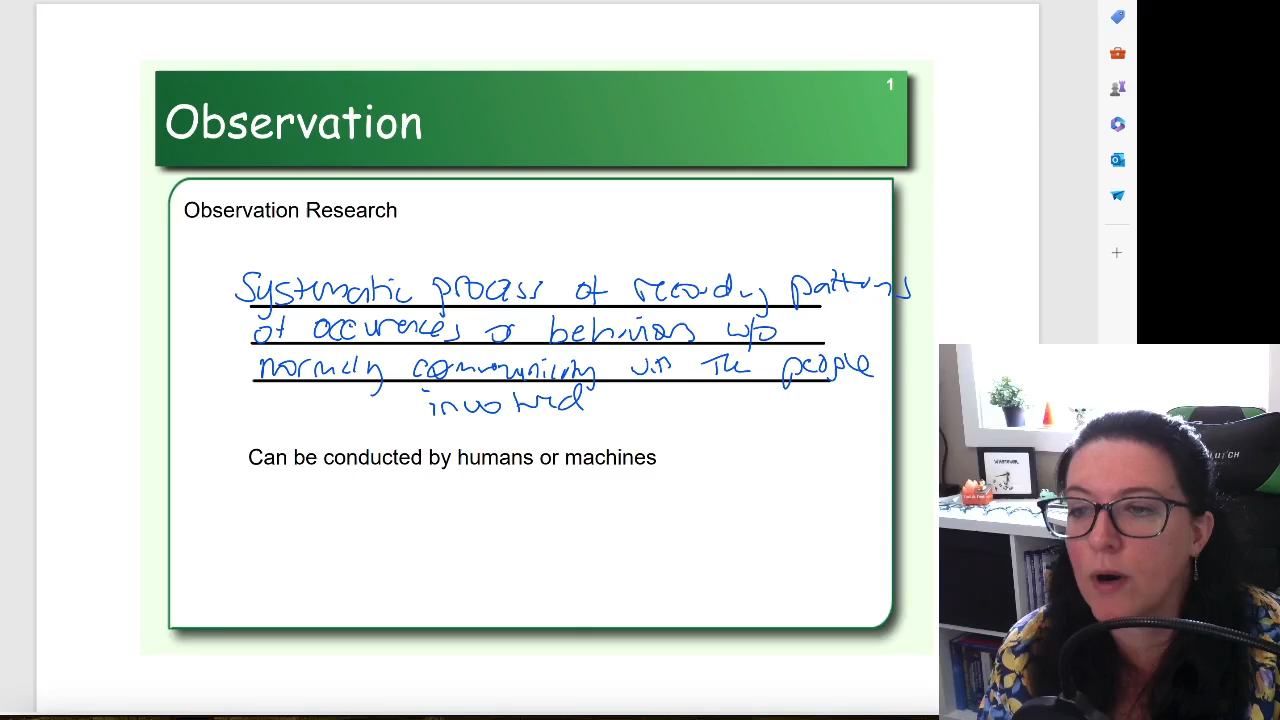 1
Observation
Observation Research
Systematic process of recording patterns
of occurences or behaviors w/o
normally communicating with the people
involved
Can be conducted by humans or machines